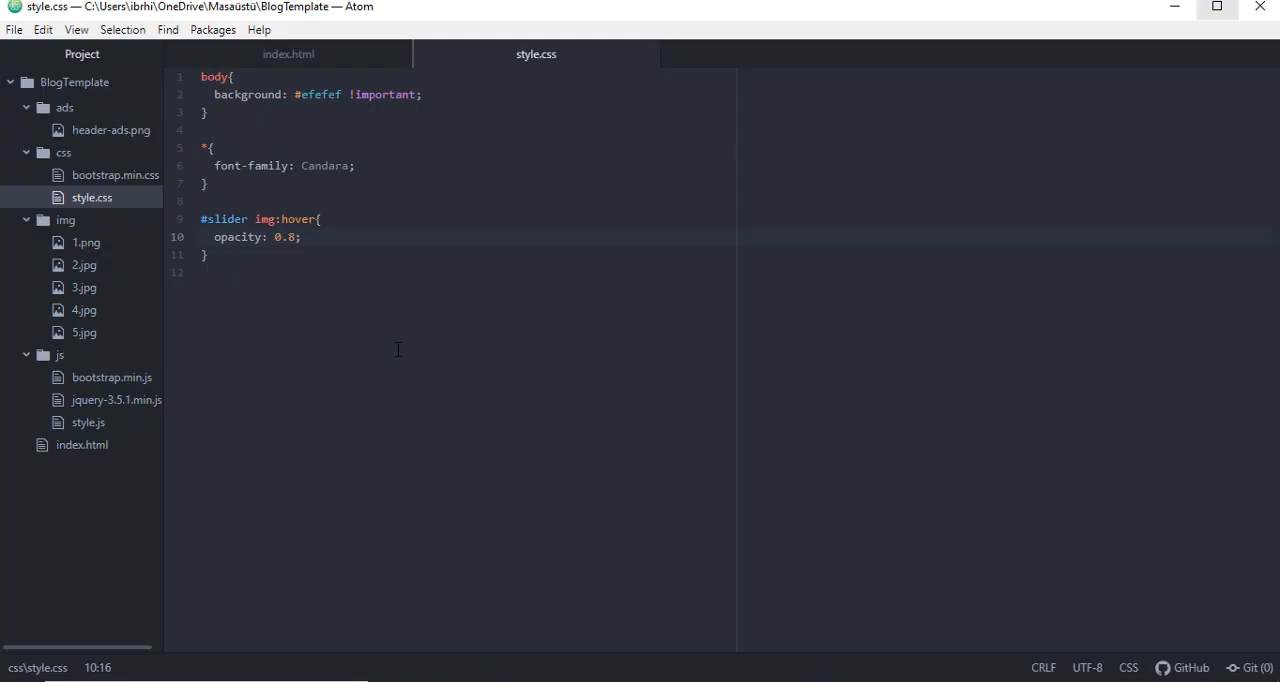 style.css — C:\Users\ibrhi\OneDrive\Masaüstü\BlogTemplate — Atom
File Edit View Selection Find Packages Help
Project
BlogTemplate
ads
header-ads.png
css
bootstrap.min.css
style.css
img
1.png
2.jpg
3.jpg
4.jpg
5.jpg
js
bootstrap.min.js
jquery-3.5.1.min.js
style.js
index.html
index.html style.css
1 body{
2 background: #efefef !important;
3 }
4
5 *{
6 font-family: Candara;
7 }
8
9 #slider img:hover{
10 opacity: 0.8;
11 }
12
css\style.css 10:16 CRLF UTF-8 CSS GitHub Git (0)